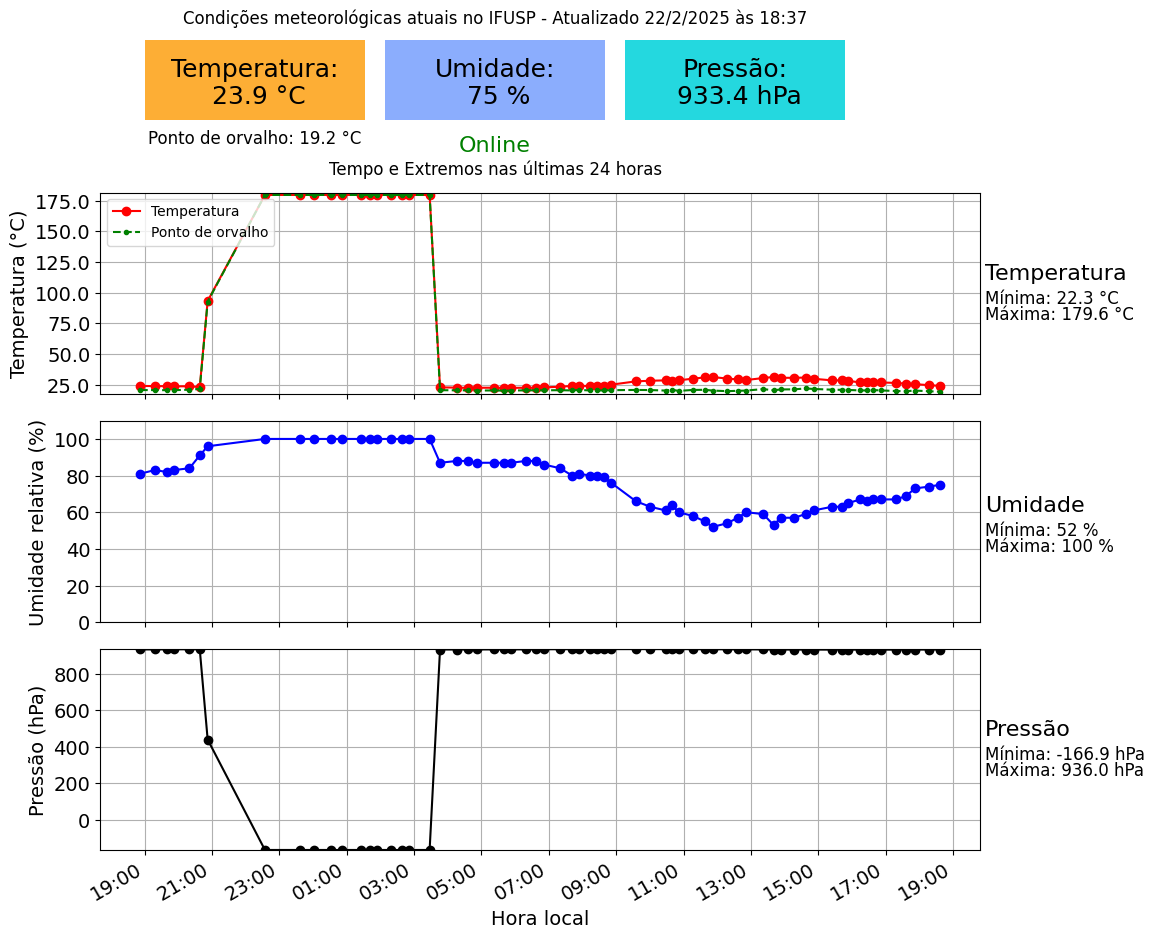 Condições meteorológicas atuais no IFUSP - Atualizado 22/2/2025 às 18:37
Temperatura:
23.9 °C
Umidade:
75 %
Pressão:
933.4 hPa
Ponto de orvalho: 19.2 °C
Online
Tempo e Extremos nas últimas 24 horas
Temperatura (°C)
175.0
150.0
125.0
100.0
75.0
50.0
25.0
Temperatura
Ponto de orvalho
Temperatura
Mínima: 22.3 °C
Máxima: 179.6 °C
Umidade relativa (%)
100
80
60
40
20
0
Umidade
Mínima: 52 %
Máxima: 100 %
Pressão (hPa)
800
600
400
200
0
Pressão
Mínima: -166.9 hPa
Máxima: 936.0 hPa
19:00 21:00 23:00 01:00 03:00 05:00 07:00 09:00 11:00 13:00 15:00 17:00 19:00
Hora local